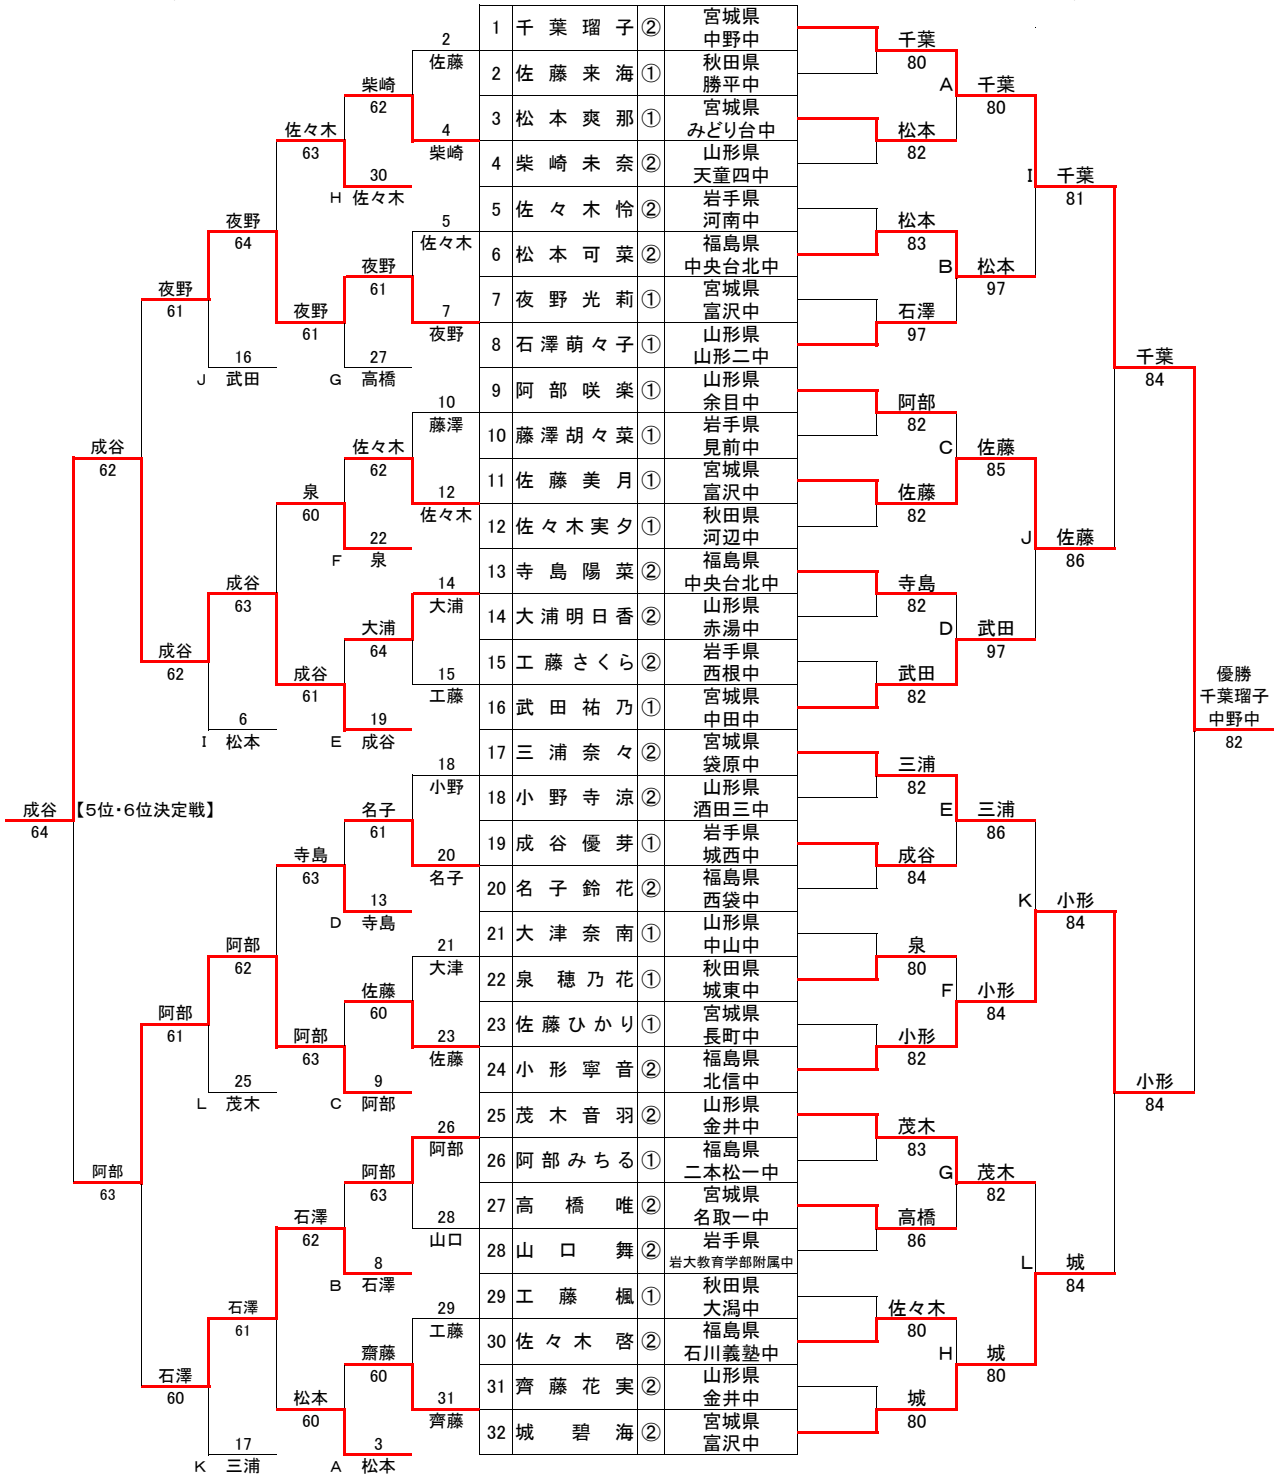 1 千葉瑠子 ② 宮城県 中野中
2 佐藤来海 ① 秋田県 勝平中
3 松本爽那 ① 宮城県 みどり台中
4 柴崎未奈 ② 山形県 天童四中
5 佐々木怜 ② 岩手県 河南中
6 松本可菜 ② 福島県 中央台北中
7 夜野光莉 ① 宮城県 富沢中
8 石澤萌々子 ① 山形県 山形二中
9 阿部咲楽 ① 山形県 余目中
10 藤澤胡々菜 ① 岩手県 見前中
11 佐藤美月 ① 宮城県 富沢中
12 佐々木実夕 ① 秋田県 河辺中
13 寺島陽菜 ② 福島県 中央台北中
14 大浦明日香 ② 山形県 赤湯中
15 工藤さくら ② 岩手県 西根中
16 武田祐乃 ① 宮城県 中田中
17 三浦奈々 ② 宮城県 袋原中
18 小野寺涼 ② 山形県 酒田三中
19 成谷優芽 ① 岩手県 城西中
20 名子鈴花 ② 福島県 西袋中
21 大津奈南 ① 山形県 中山中
22 泉穂乃花 ① 秋田県 城東中
23 佐藤ひかり ① 宮城県 長町中
24 小形寧音 ② 福島県 北信中
25 茂木音羽 ② 山形県 金井中
26 阿部みちる ① 福島県 二本松一中
27 高橋唯 ② 宮城県 名取一中
28 山口舞 ② 岩手県 岩大教育学部附属中
29 工藤楓 ① 秋田県 大潟中
30 佐々木啓 ② 福島県 石川義塾中
31 齊藤花実 ② 山形県 金井中
32 城碧海 ② 宮城県 富沢中
千葉
80
松本
82
松本
83
石澤
97
阿部
82
佐藤
82
寺島
82
武田
82
三浦
82
成谷
84
泉
80
小形
82
茂木
83
高橋
86
佐々木
80
城
80
A 千葉
80
B 松本
97
C 佐藤
85
D 武田
97
E 三浦
86
F 小形
84
G 茂木
82
H 城
80
I 千葉
81
J 佐藤
86
K 小形
84
L 城
84
千葉
84
小形
84
優勝
千葉瑠子
中野中
82
2
佐藤
4
柴崎
5
佐々木
7
夜野
10
藤澤
12
佐々木
14
大浦
15
工藤
18
小野
20
名子
21
大津
23
佐藤
26
阿部
28
山口
29
工藤
31
齊藤
柴崎
62
30
H 佐々木
夜野
61
27
G 高橋
佐々木
62
22
F 泉
大浦
64
19
E 成谷
名子
61
13
D 寺島
佐藤
60
9
C 阿部
阿部
63
8
B 石澤
齋藤
60
3
A 松本
佐々木
63
夜野
61
泉
60
成谷
61
寺島
63
阿部
63
石澤
62
松本
60
夜野
64
16
J 武田
成谷
63
6
I 松本
阿部
62
25
L 茂木
石澤
61
17
K 三浦
夜野
61
成谷
62
阿部
61
石澤
60
成谷
62
阿部
63
成谷
64
【5位・6位決定戦】